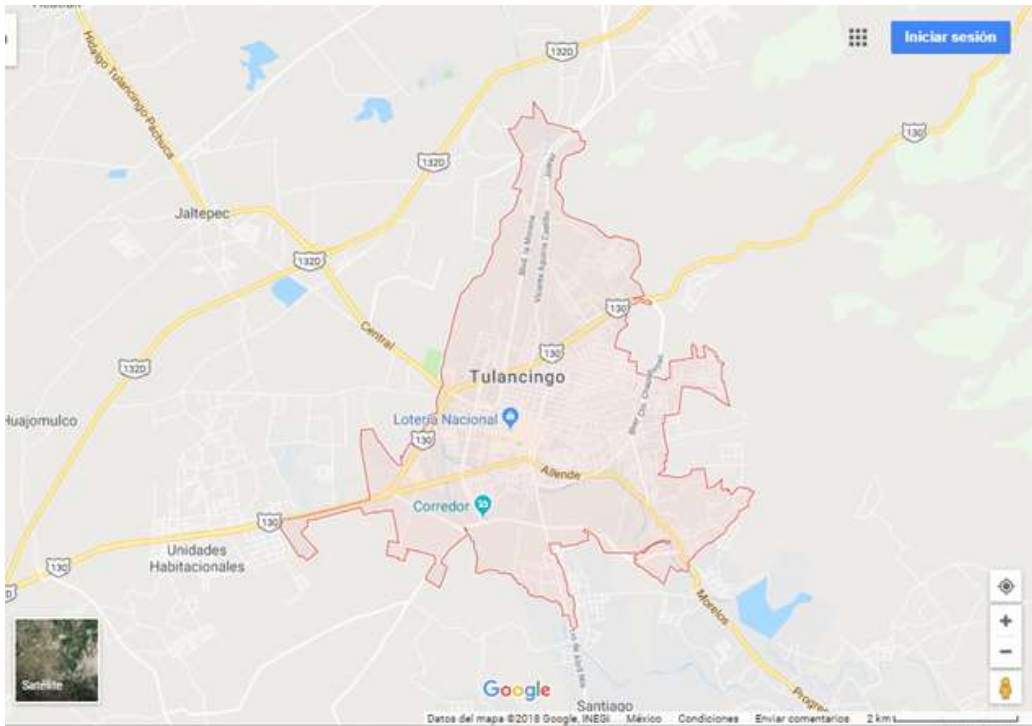 Iniciar sesión
Hidalgo Tulancingo-Pachuca
132D
130
132D
Jaltepec
Juárez
Blvd. la Morena
Vicente Aguirre Castillo
132D
130
Central
130
132D
Tulancingo
Huajomulco
Lotería Nacional
130
Allende
Corredor
130
Unidades
Habitacionales
130
Morelos
Satélite
Google
Santiago
Datos del mapa ©2018 Google, INEGI México Condiciones Enviar comentarios 2 km